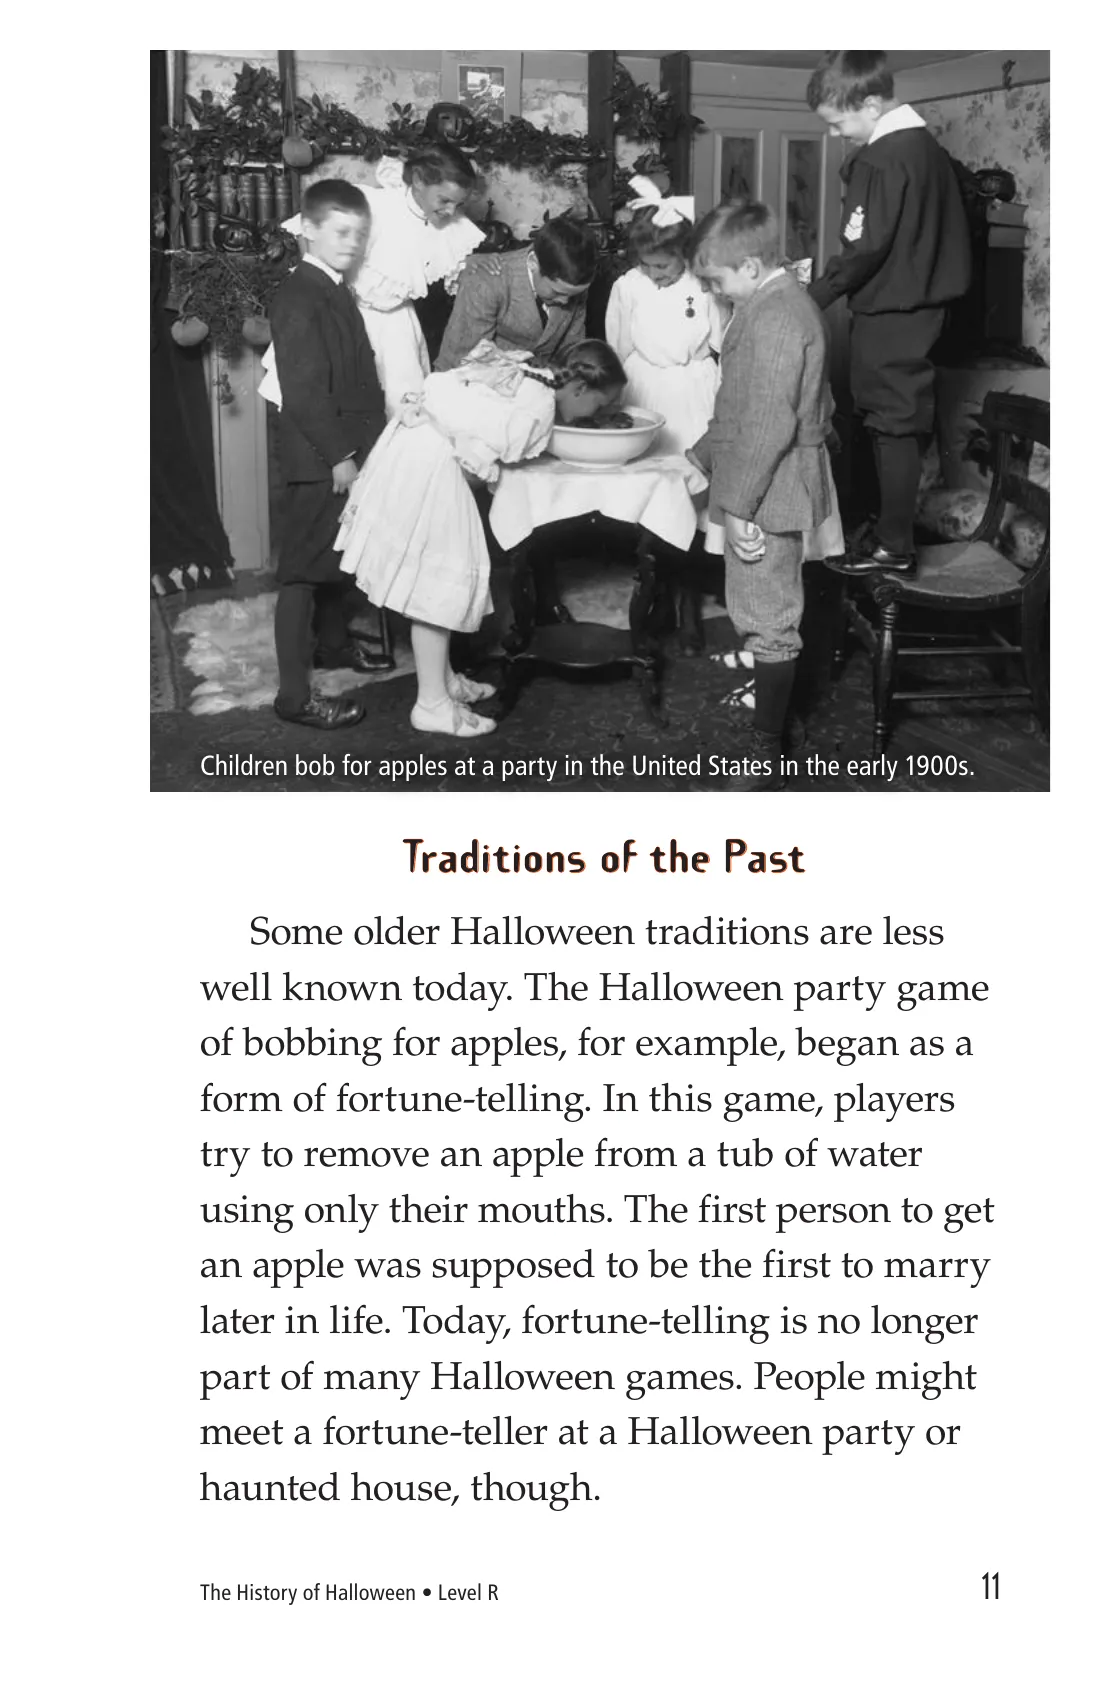 Children bob for apples at a party in the United States in the early 1900s.
Traditions of the Past
Some older Halloween traditions are less
well known today. The Halloween party game
of bobbing for apples, for example, began as a
form of fortune-telling. In this game, players
try to remove an apple from a tub of water
using only their mouths. The first person to get
an apple was supposed to be the first to marry
later in life. Today, fortune-telling is no longer
part of many Halloween games. People might
meet a fortune-teller at a Halloween party or
haunted house, though.
The History of Halloween • Level R
11